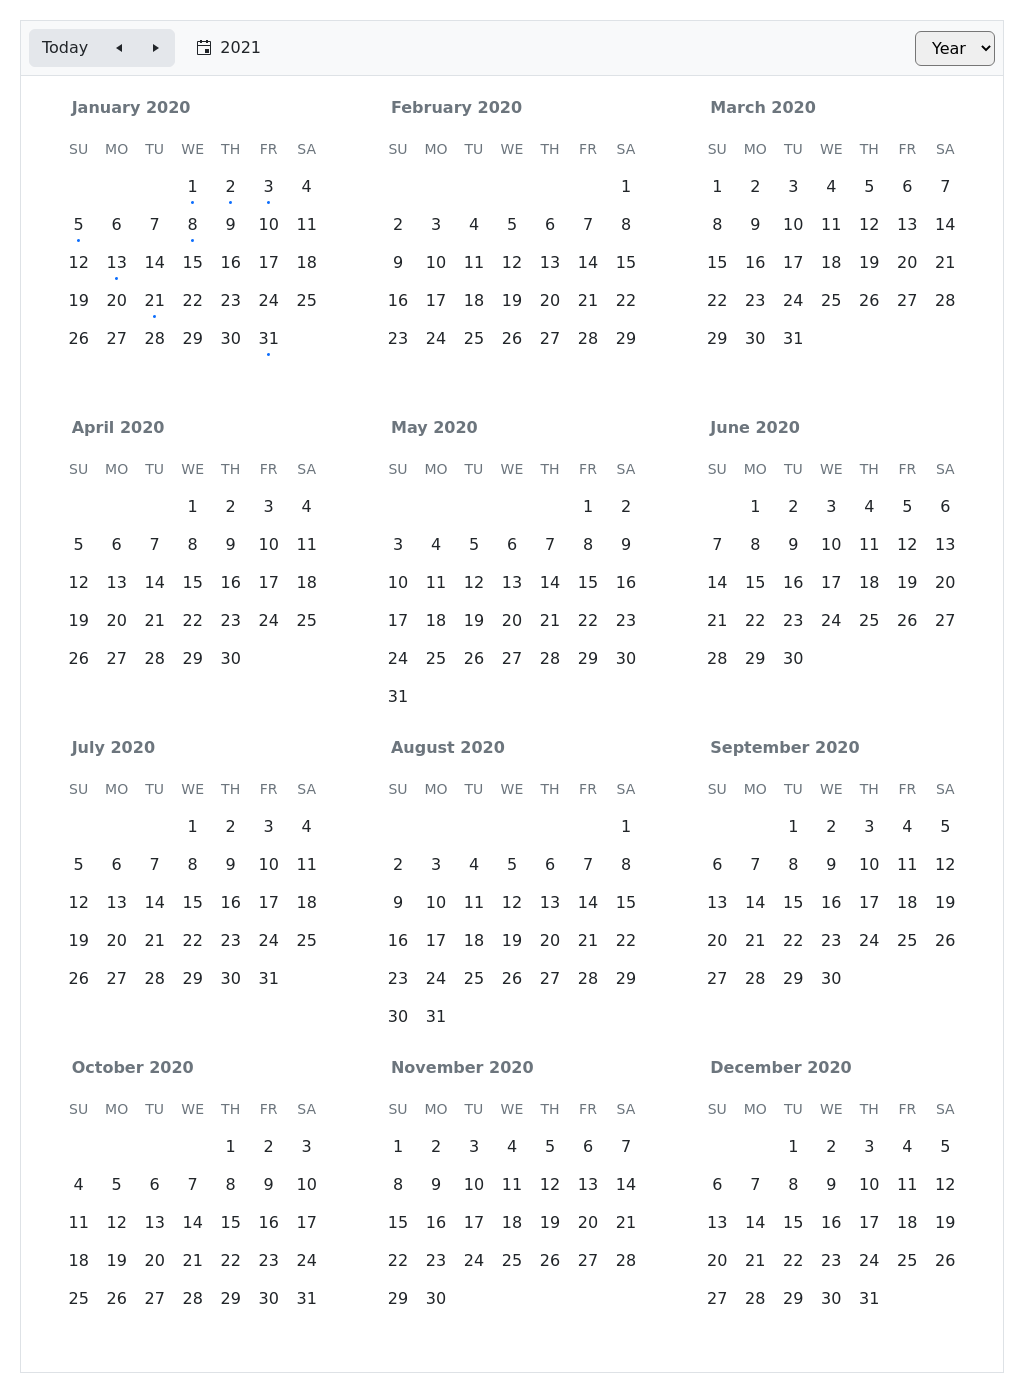 Today 2021 Year
January 2020 February 2020 March 2020
SU MO TU WE TH FR SA SU MO TU WE TH FR SA SU MO TU WE TH FR SA
1 2 3 4 1 1 2 3 4 5 6 7
5 6 7 8 9 10 11 2 3 4 5 6 7 8 8 9 10 11 12 13 14
12 13 14 15 16 17 18 9 10 11 12 13 14 15 15 16 17 18 19 20 21
19 20 21 22 23 24 25 16 17 18 19 20 21 22 22 23 24 25 26 27 28
26 27 28 29 30 31 23 24 25 26 27 28 29 29 30 31
April 2020 May 2020 June 2020
SU MO TU WE TH FR SA SU MO TU WE TH FR SA SU MO TU WE TH FR SA
1 2 3 4 1 2 1 2 3 4 5 6
5 6 7 8 9 10 11 3 4 5 6 7 8 9 7 8 9 10 11 12 13
12 13 14 15 16 17 18 10 11 12 13 14 15 16 14 15 16 17 18 19 20
19 20 21 22 23 24 25 17 18 19 20 21 22 23 21 22 23 24 25 26 27
26 27 28 29 30 24 25 26 27 28 29 30 28 29 30
31
July 2020 August 2020 September 2020
SU MO TU WE TH FR SA SU MO TU WE TH FR SA SU MO TU WE TH FR SA
1 2 3 4 1 1 2 3 4 5
5 6 7 8 9 10 11 2 3 4 5 6 7 8 6 7 8 9 10 11 12
12 13 14 15 16 17 18 9 10 11 12 13 14 15 13 14 15 16 17 18 19
19 20 21 22 23 24 25 16 17 18 19 20 21 22 20 21 22 23 24 25 26
26 27 28 29 30 31 23 24 25 26 27 28 29 27 28 29 30
30 31
October 2020 November 2020 December 2020
SU MO TU WE TH FR SA SU MO TU WE TH FR SA SU MO TU WE TH FR SA
1 2 3 1 2 3 4 5 6 7 1 2 3 4 5
4 5 6 7 8 9 10 8 9 10 11 12 13 14 6 7 8 9 10 11 12
11 12 13 14 15 16 17 15 16 17 18 19 20 21 13 14 15 16 17 18 19
18 19 20 21 22 23 24 22 23 24 25 26 27 28 20 21 22 23 24 25 26
25 26 27 28 29 30 31 29 30 27 28 29 30 31